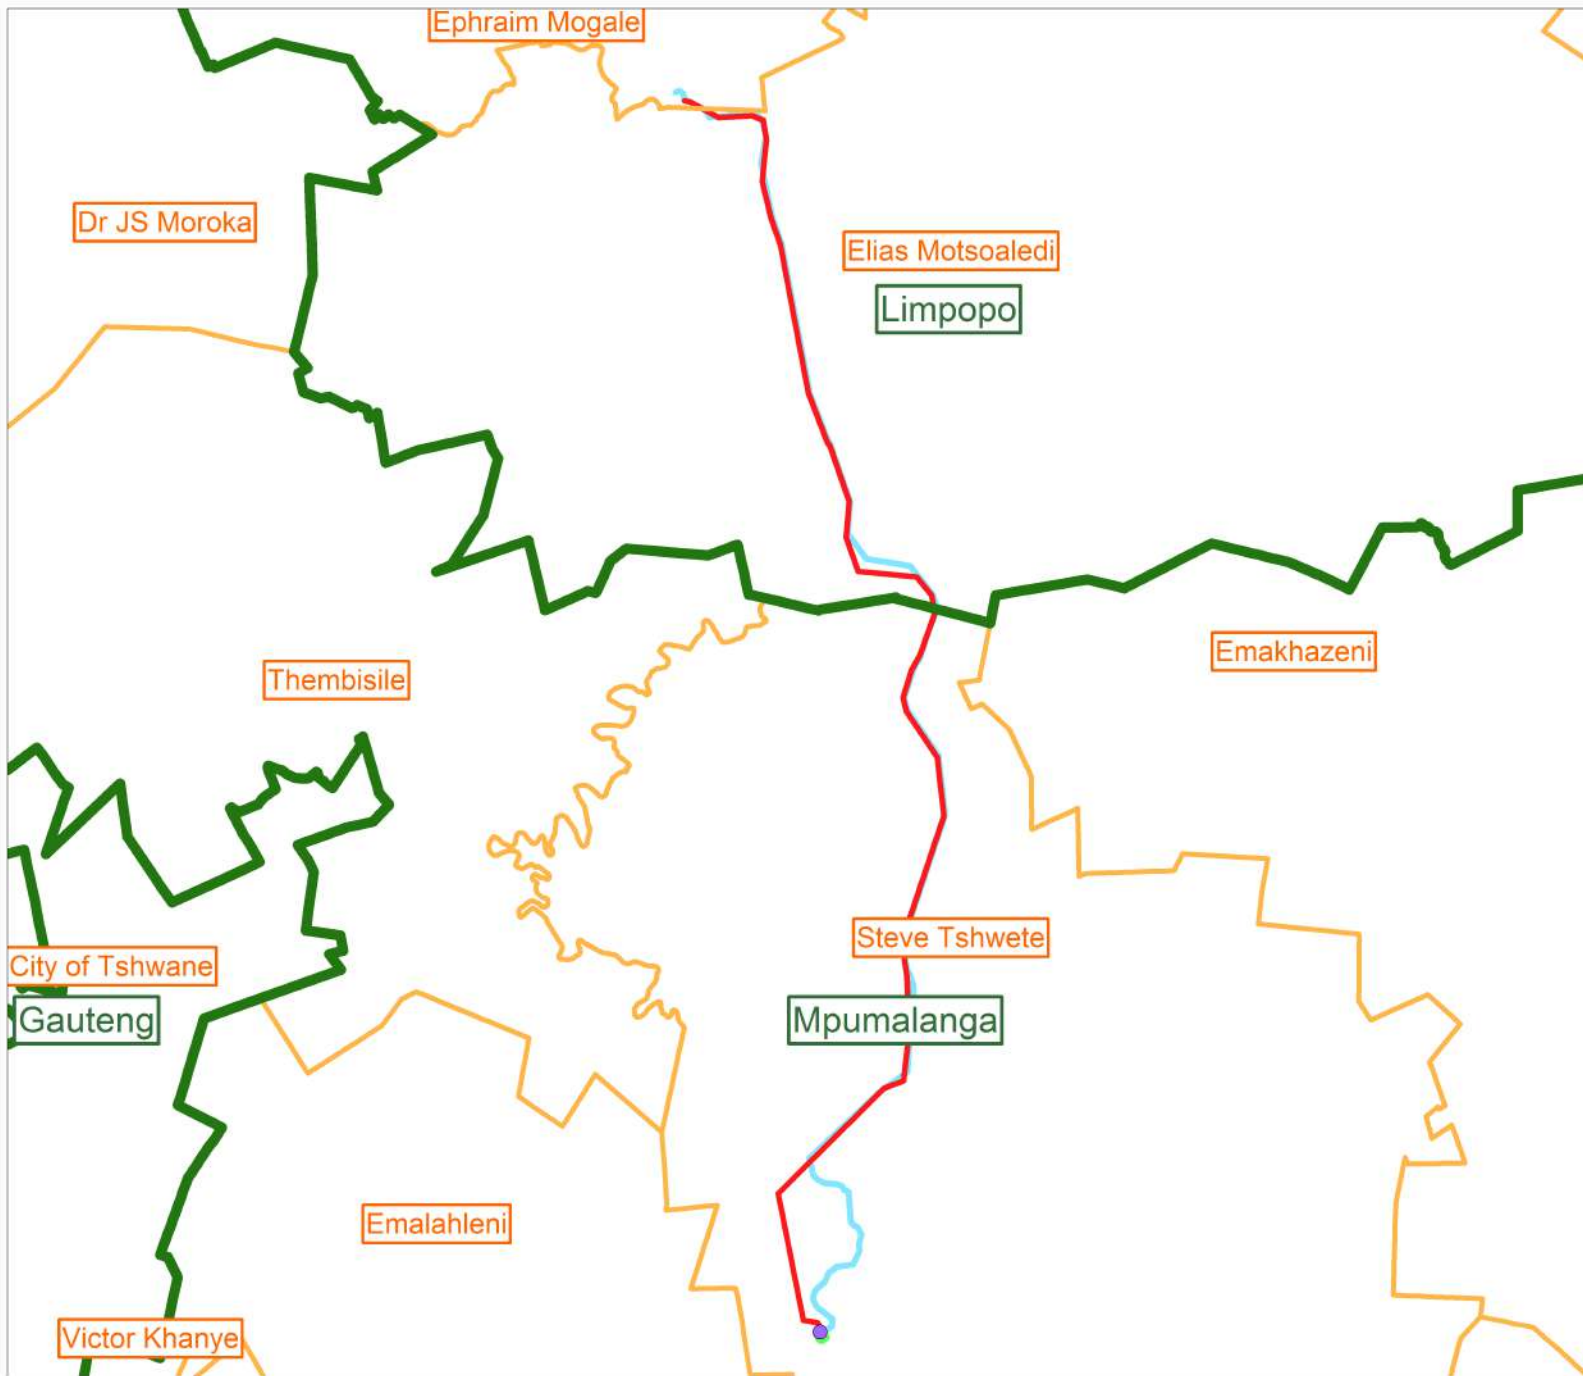 Ephraim Mogale
Dr JS Moroka
Elias Motsoaledi
Limpopo
Emakhazeni
Thembisile
Steve Tshwete
City of Tshwane
Gauteng
Mpumalanga
Emalahleni
Victor Khanye